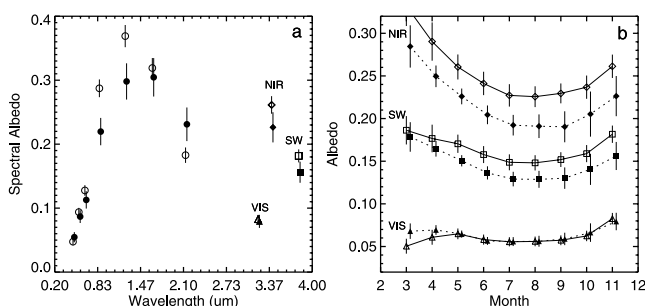 a
NIR
SW
VIS
Spectral Albedo
0.4
0.3
0.2
0.1
0.0
0.20 0.83 1.47 2.10 2.74 3.37 4.00
Wavelength (um)
b
NIR
SW
VIS
Albedo
0.30
0.25
0.20
0.15
0.10
0.05
2 3 4 5 6 7 8 9 10 11 12
Month